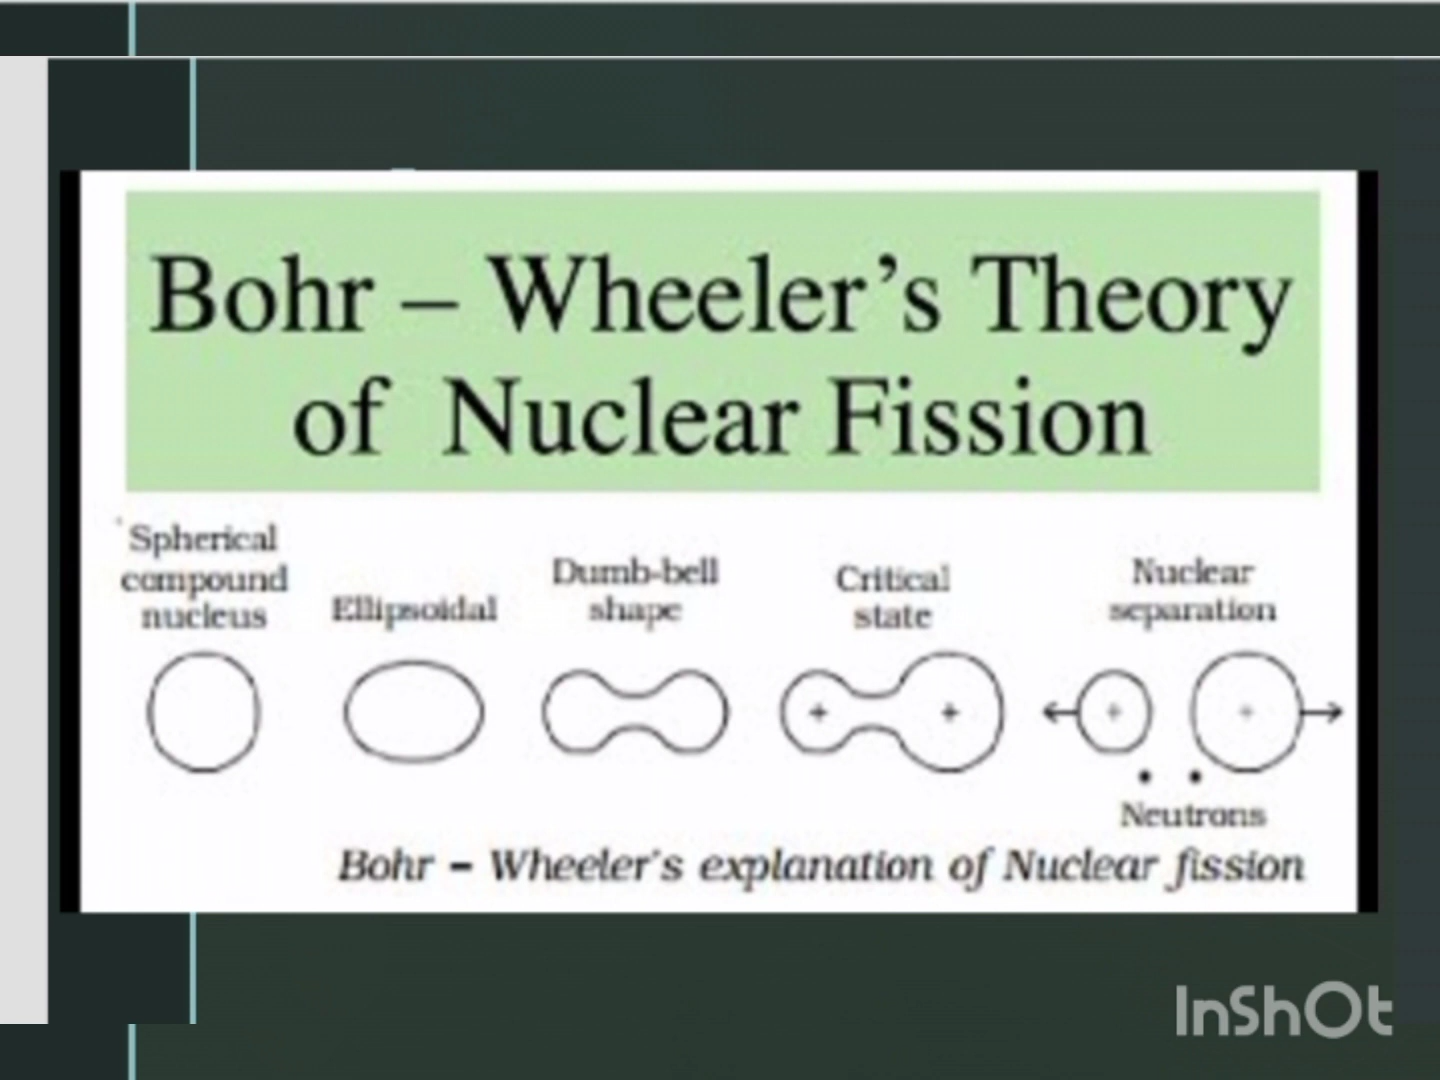 Bohr – Wheeler's Theory
of Nuclear Fission
Spherical
compound
nucleus
Ellipsoidal
Dumb-bell
shape
Critical
state
Nuclear
separation
+ +
+ +
Neutrons
Bohr – Wheeler's explanation of Nuclear fission
InShOt